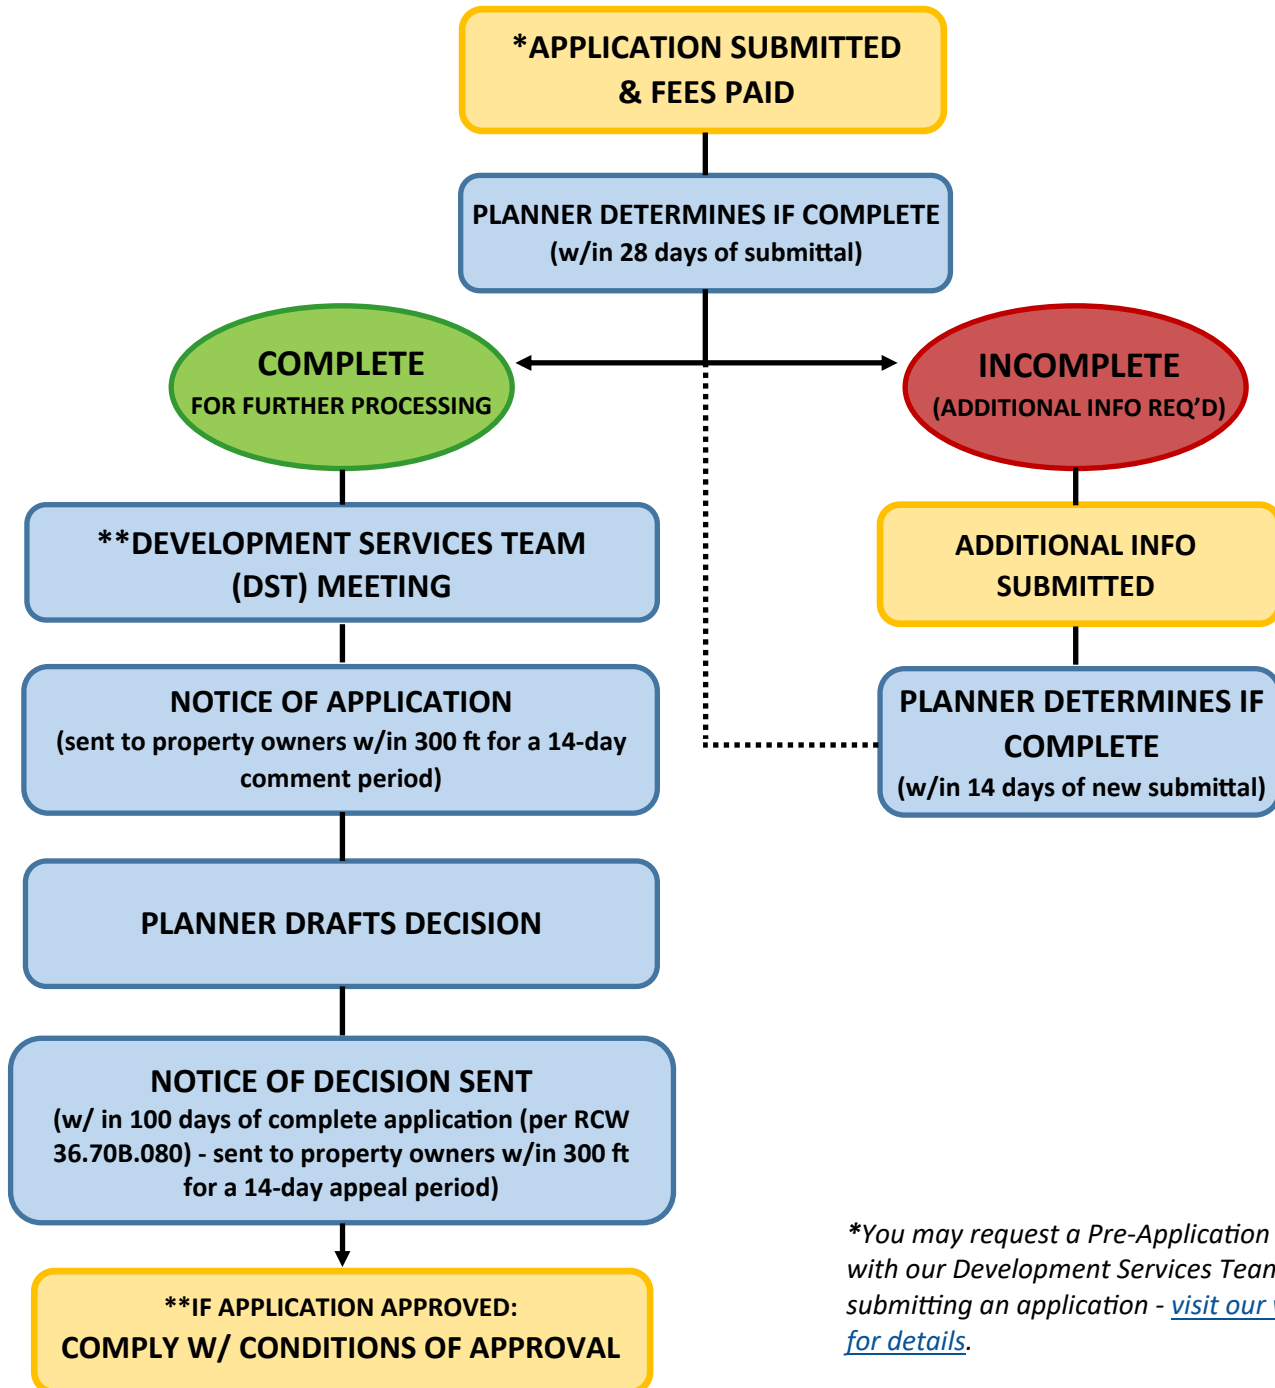 *APPLICATION SUBMITTED
& FEES PAID
PLANNER DETERMINES IF COMPLETE
(w/in 28 days of submittal)
COMPLETE
FOR FURTHER PROCESSING
INCOMPLETE
(ADDITIONAL INFO REQ’D)
**DEVELOPMENT SERVICES TEAM
(DST) MEETING
ADDITIONAL INFO
SUBMITTED
NOTICE OF APPLICATION
(sent to property owners w/in 300 ft for a 14-day
comment period)
PLANNER DETERMINES IF
COMPLETE
(w/in 14 days of new submittal)
PLANNER DRAFTS DECISION
NOTICE OF DECISION SENT
(w/ in 100 days of complete application (per RCW
36.70B.080) - sent to property owners w/in 300 ft
for a 14-day appeal period)
**IF APPLICATION APPROVED:
COMPLY W/ CONDITIONS OF APPROVAL
*You may request a Pre-Application
with our Development Services Team
submitting an application - visit our
for details.